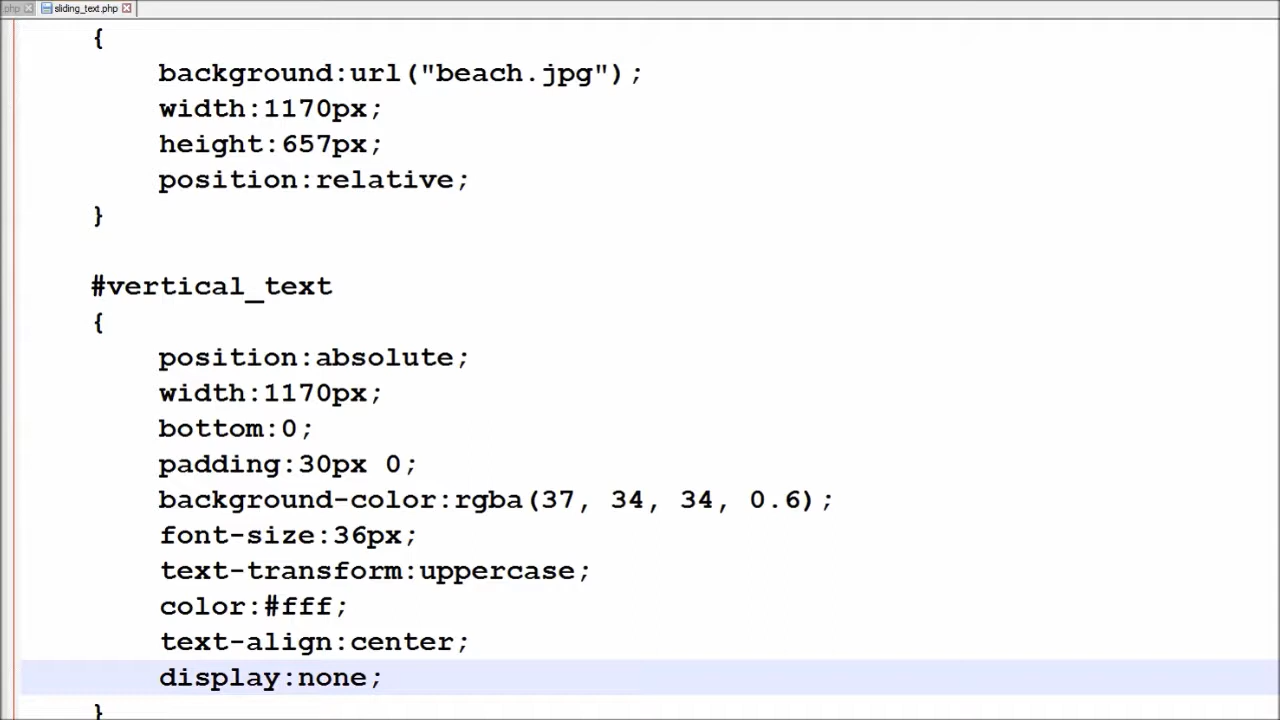 .php sliding_text.php
{
background:url("beach.jpg");
width:1170px;
height:657px;
position:relative;
}
#vertical_text
{
position:absolute;
width:1170px;
bottom:0;
padding:30px 0;
background-color:rgba(37, 34, 34, 0.6);
font-size:36px;
text-transform:uppercase;
color:#fff;
text-align:center;
display:none;
}